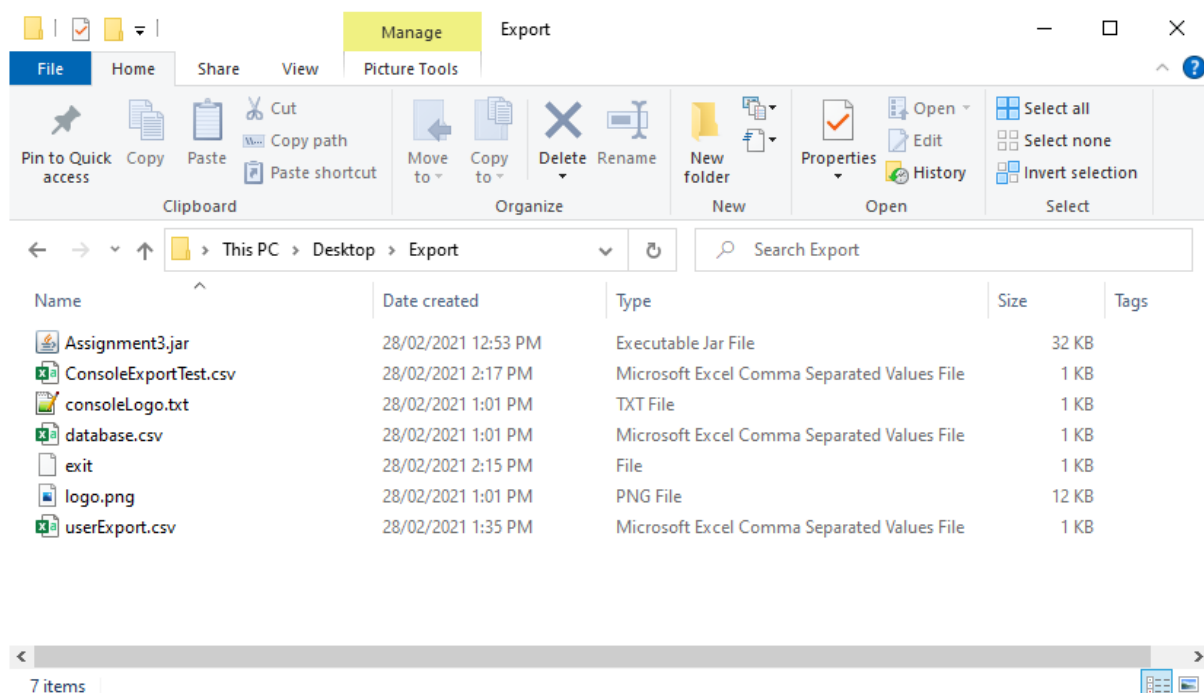 Manage Export
File Home Share View Picture Tools
Pin to Quick access Copy Paste Cut Copy path Paste shortcut Move to Copy to Delete Rename New folder Properties Open Edit History Select all Select none Invert selection
Clipboard Organize New Open Select
This PC > Desktop > Export Search Export
Name Date created Type Size Tags
Assignment3.jar 28/02/2021 12:53 PM Executable Jar File 32 KB
ConsoleExportTest.csv 28/02/2021 2:17 PM Microsoft Excel Comma Separated Values File 1 KB
consoleLogo.txt 28/02/2021 1:01 PM TXT File 1 KB
database.csv 28/02/2021 1:01 PM Microsoft Excel Comma Separated Values File 1 KB
exit 28/02/2021 2:15 PM File 1 KB
logo.png 28/02/2021 1:01 PM PNG File 12 KB
userExport.csv 28/02/2021 1:35 PM Microsoft Excel Comma Separated Values File 1 KB
7 items